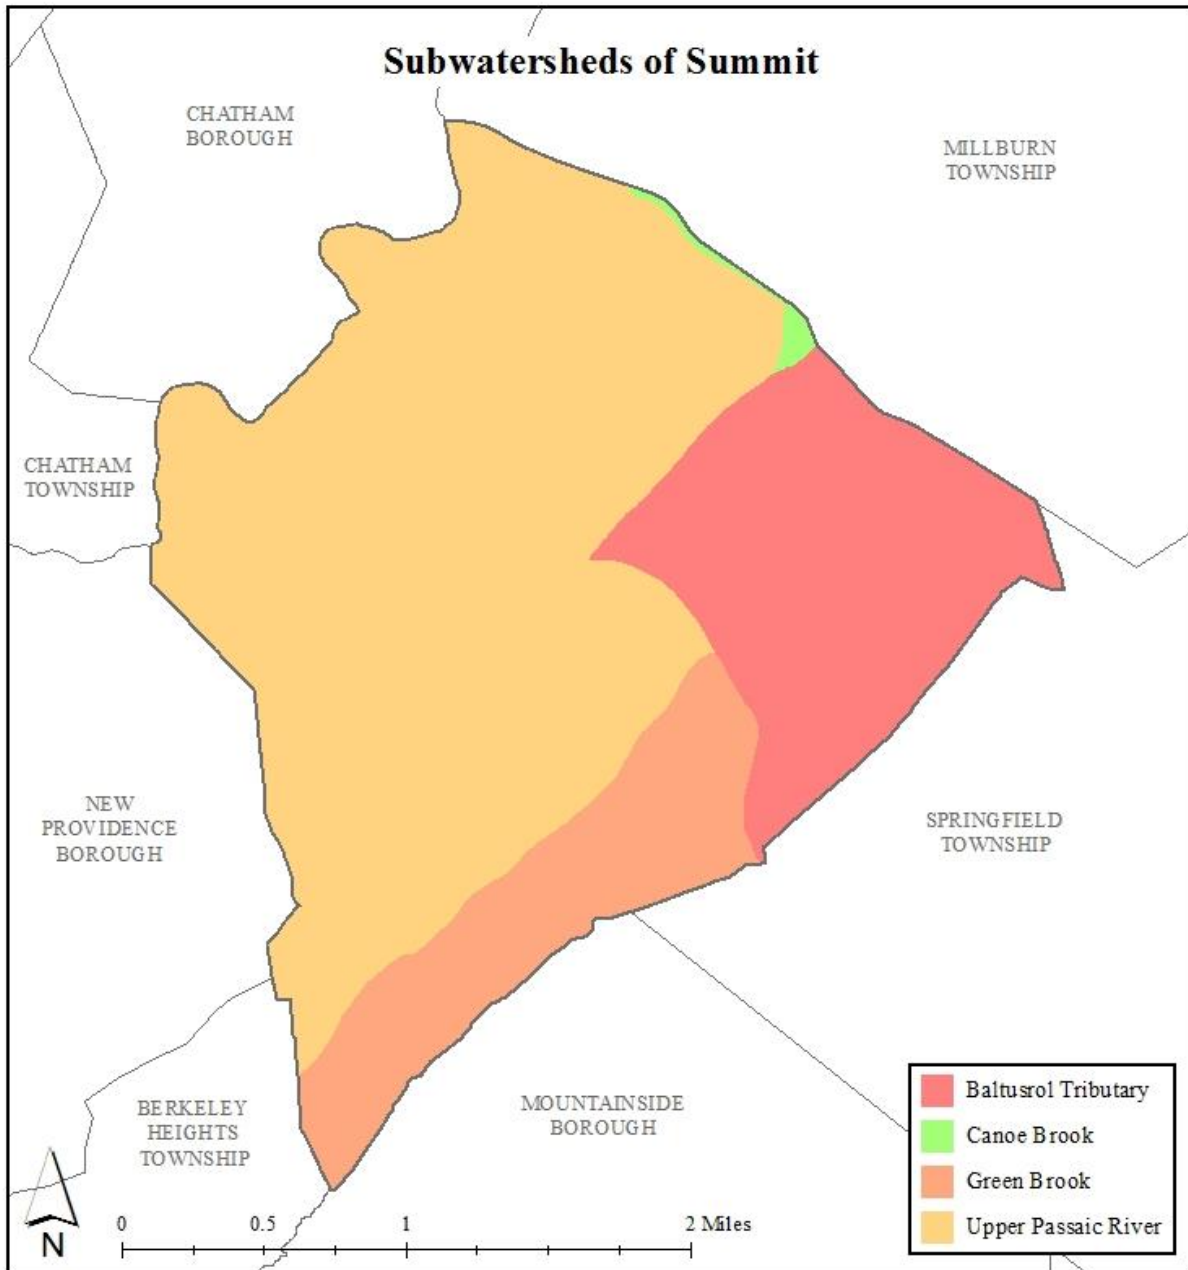 Subwatersheds of Summit
CHATHAM
BOROUGH
MILLBURN
TOWNSHIP
CHATHAM
TOWNSHIP
NEW
PROVIDENCE
BOROUGH
SPRINGFIELD
TOWNSHIP
BERKELEY
HEIGHTS
TOWNSHIP
MOUNTAINSIDE
BOROUGH
Baltusrol Tributary
Canoe Brook
Green Brook
Upper Passaic River
N
0 0.5 1 2 Miles